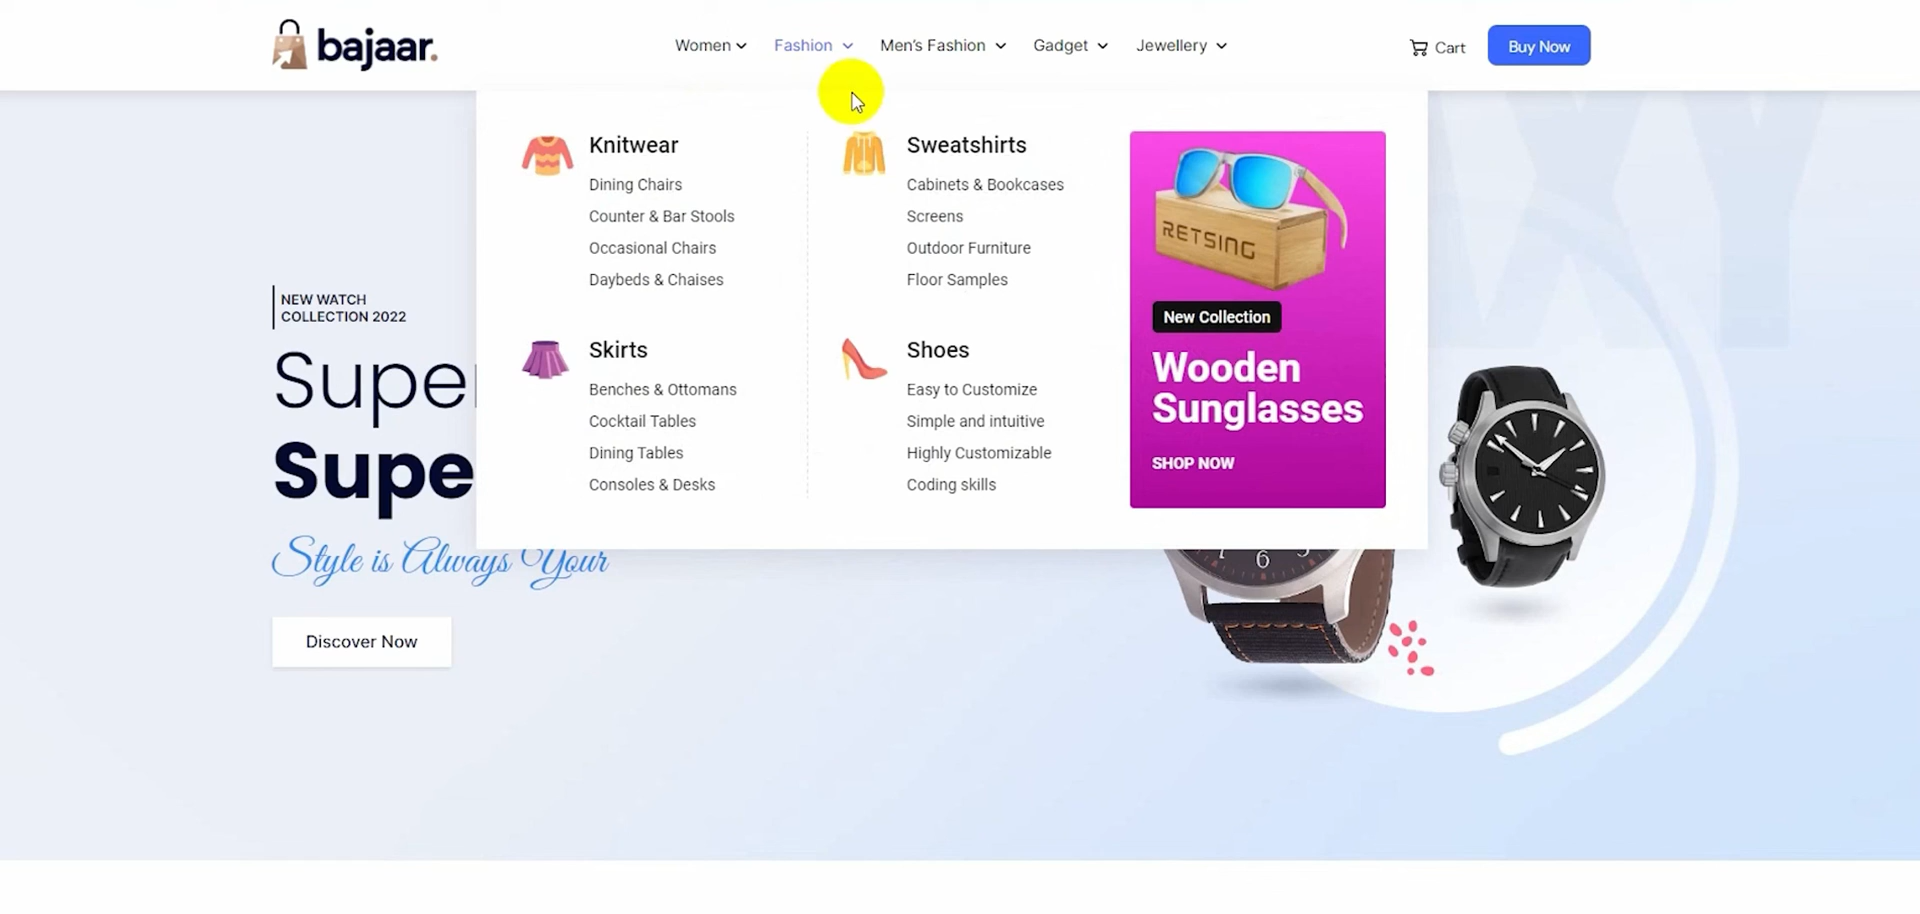 bajaar.
Women
Fashion
Men's Fashion
Gadget
Jewellery
Cart
Buy Now
Knitwear
Dining Chairs
Counter & Bar Stools
Occasional Chairs
Daybeds & Chaises
Sweatshirts
Cabinets & Bookcases
Screens
Outdoor Furniture
Floor Samples
Skirts
Benches & Ottomans
Cocktail Tables
Dining Tables
Consoles & Desks
Shoes
Easy to Customize
Simple and intuitive
Highly Customizable
Coding skills
RETSING
New Collection
Wooden
Sunglasses
SHOP NOW
NEW WATCH
COLLECTION 2022
Super
Supe
Style is Always Your
Discover Now
6